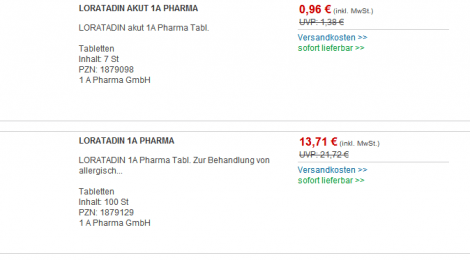 LORATADIN AKUT 1A PHARMA
0,96 € (inkl. MwSt.)
UVP: 1,38 €
LORATADIN akut 1A Pharma Tabl.
Versandkosten >>
sofort lieferbar >>
Tabletten
Inhalt: 7 St
PZN: 1879098
1 A Pharma GmbH
LORATADIN 1A PHARMA
13,71 € (inkl. MwSt.)
UVP: 21,72 €
LORATADIN 1A Pharma Tabl. Zur Behandlung von
allergisch...
Versandkosten >>
sofort lieferbar >>
Tabletten
Inhalt: 100 St
PZN: 1879129
1 A Pharma GmbH